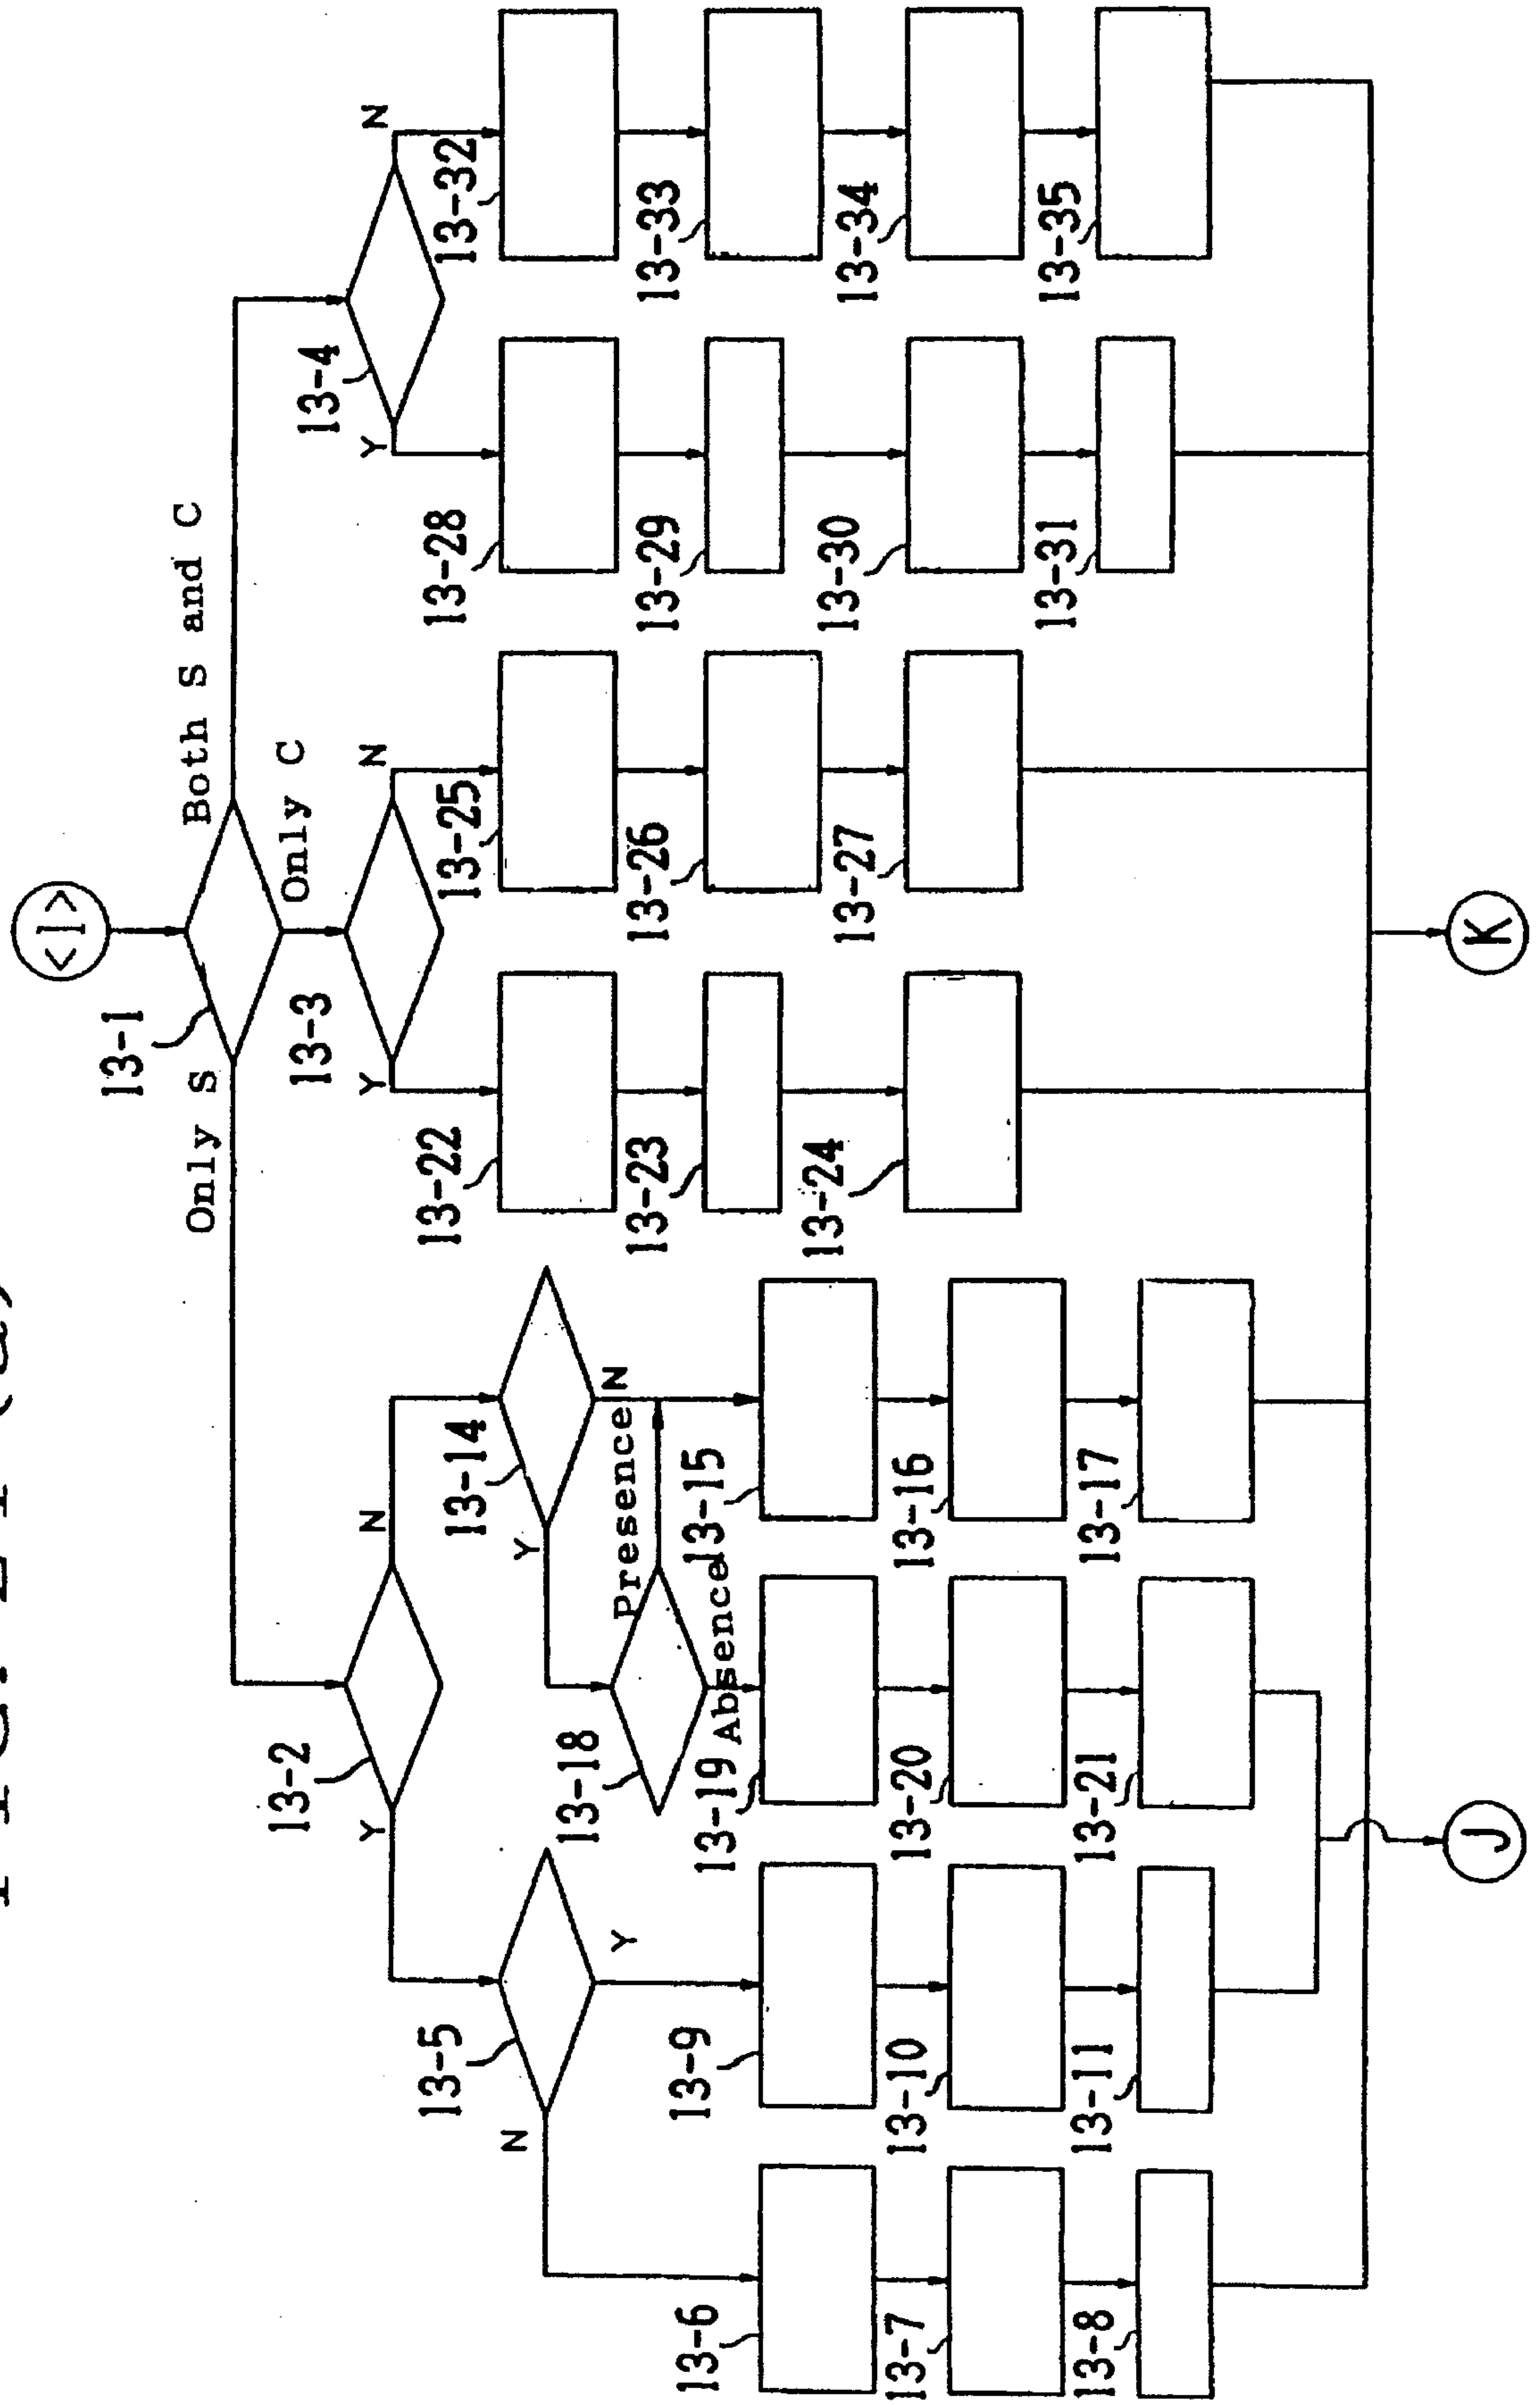 <1>
13-1
Only S
Both S and C
Only C
13-2
13-3
13-4
Y
N
Y
N
Y
N
13-5
13-14
13-22
13-25
13-28
13-32
N
Y
Y
N
13-18
Presence
Absence
13-23
13-26
13-29
13-33
13-6
13-9
13-19
13-15
13-24
13-27
13-30
13-34
13-7
13-10
13-20
13-16
13-31
13-35
13-8
13-11
13-21
13-17
J
K